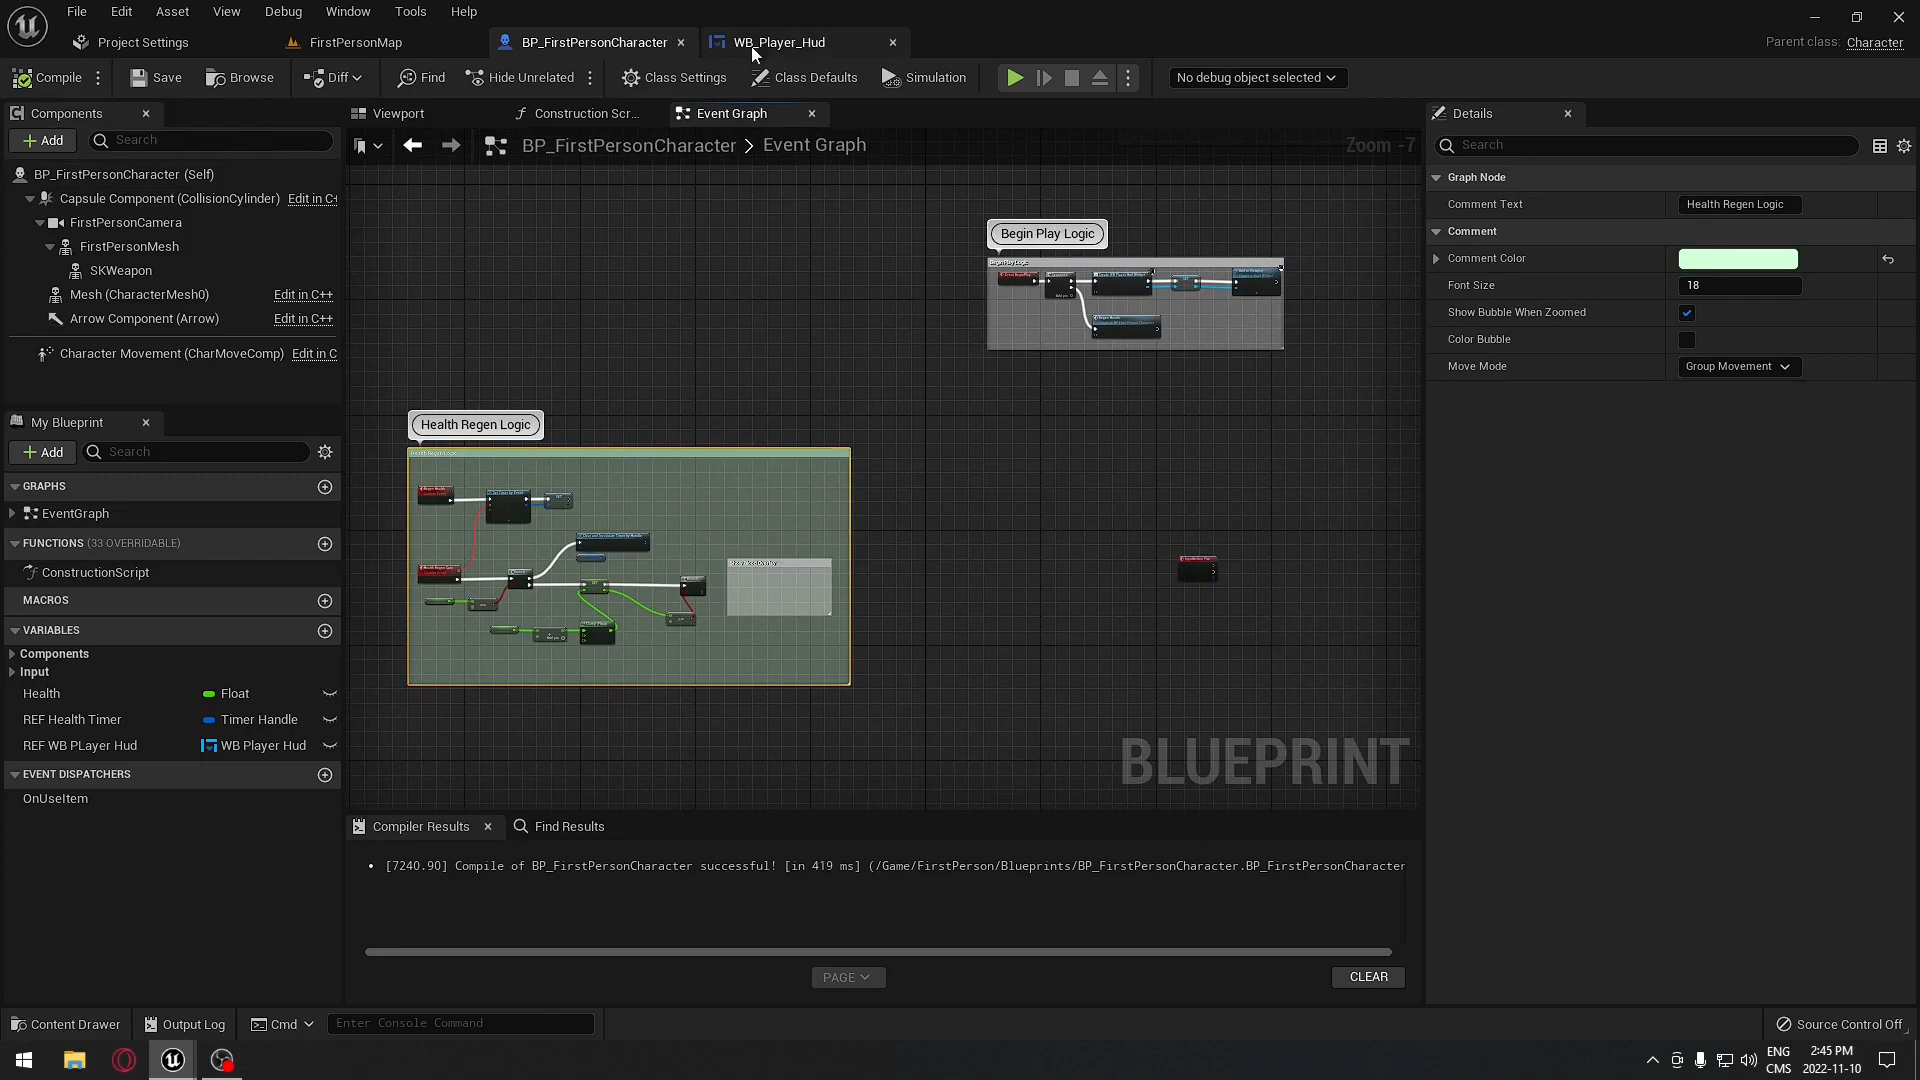 File Edit Asset View Debug Window Tools Help
Project Settings FirstPersonMap BP_FirstPersonCharacter WB_Player_Hud
Parent class: Character
Compile Save Browse Diff Find Hide Unrelated Class Settings Class Defaults Simulation No debug object selected
Components
Add Search
BP_FirstPersonCharacter (Self)
Capsule Component (CollisionCylinder) Edit in C+
FirstPersonCamera
FirstPersonMesh
SKWeapon
Mesh (CharacterMesh0) Edit in C++
Arrow Component (Arrow) Edit in C++
Character Movement (CharMoveComp) Edit in C
My Blueprint
Add Search
GRAPHS
EventGraph
FUNCTIONS (33 OVERRIDABLE)
ConstructionScript
MACROS
VARIABLES
Components
Input
Health Float
REF Health Timer Timer Handle
REF WB PLayer Hud WB Player Hud
EVENT DISPATCHERS
OnUseItem
Viewport Construction Scr... Event Graph
BP_FirstPersonCharacter > Event Graph
Zoom -7
Begin Play Logic
Begin Play Logic
Health Regen Logic
Health Regen Logic
BLUEPRINT
Compiler Results Find Results
• [7240.90] Compile of BP_FirstPersonCharacter successful! [in 419 ms] (/Game/FirstPerson/Blueprints/BP_FirstPersonCharacter.BP_FirstPersonCharacter
PAGE
CLEAR
Details
Search
Graph Node
Comment Text Health Regen Logic
Comment
Comment Color
Font Size 18
Show Bubble When Zoomed
Color Bubble
Move Mode Group Movement
Content Drawer Output Log Cmd Enter Console Command
Source Control Off
ENG
CMS
2:45 PM
2022-11-10